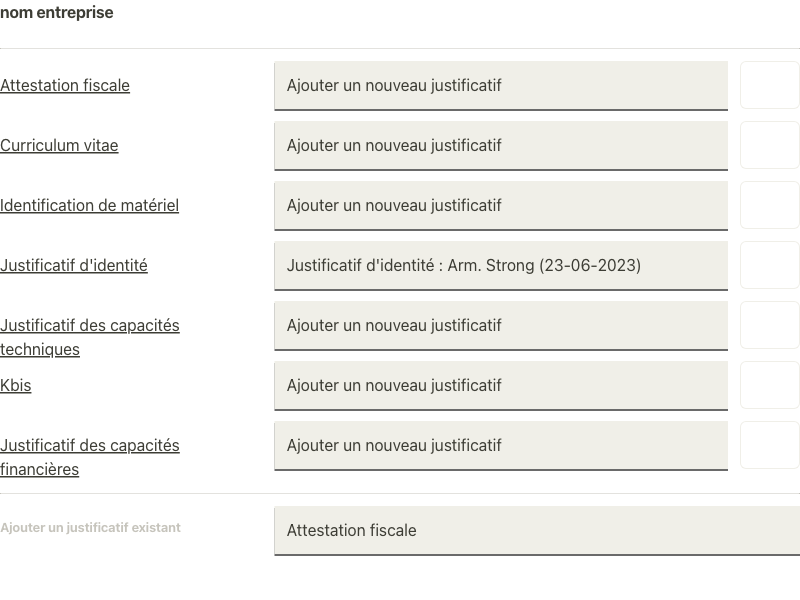 nom entreprise
Attestation fiscale
Ajouter un nouveau justificatif
Curriculum vitae
Ajouter un nouveau justificatif
Identification de matériel
Ajouter un nouveau justificatif
Justificatif d'identité
Justificatif d'identité : Arm. Strong (23-06-2023)
Justificatif des capacités
techniques
Ajouter un nouveau justificatif
Kbis
Ajouter un nouveau justificatif
Justificatif des capacités
financières
Ajouter un nouveau justificatif
Ajouter un justificatif existant
Attestation fiscale